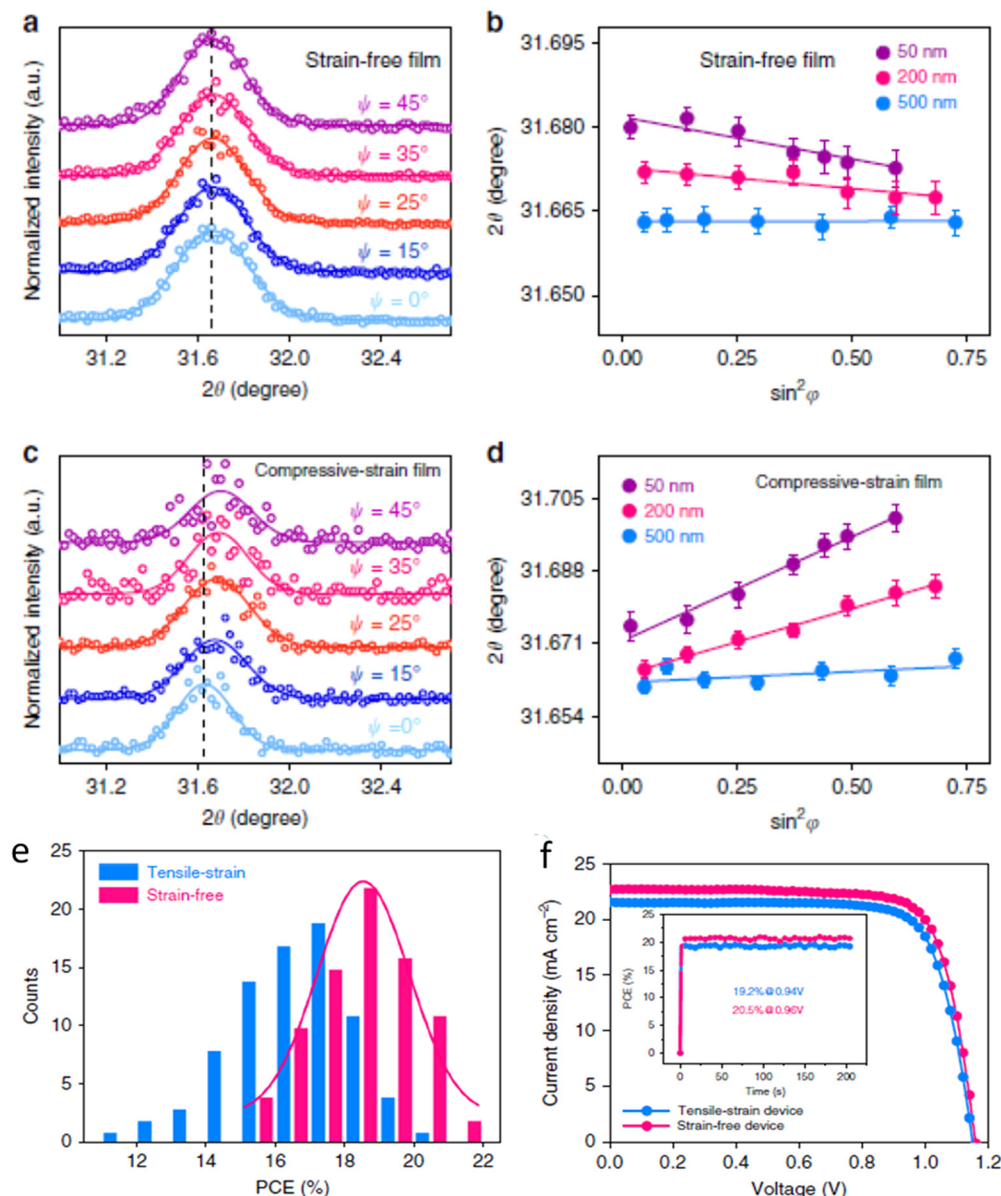 a
Strain-free film
ψ = 45°
ψ = 35°
ψ = 25°
ψ = 15°
ψ = 0°
Normalized intensity (a.u.)
31.2 31.6 32.0 32.4
2θ (degree)
b
Strain-free film
50 nm
200 nm
500 nm
31.695
31.680
31.665
31.650
2θ (degree)
0.00 0.25 0.50 0.75
sin²φ
c
Compressive-strain film
ψ = 45°
ψ = 35°
ψ = 25°
ψ = 15°
ψ =0°
Normalized intensity (a.u.)
31.2 31.6 32.0 32.4
2θ (degree)
d
50 nm
200 nm
500 nm
Compressive-strain film
31.705
31.688
31.671
31.654
2θ (degree)
0.00 0.25 0.50 0.75
sin²φ
e
Tensile-strain
Strain-free
25
20
15
10
5
0
Counts
12 14 16 18 20 22
PCE (%)
f
25
20
15
10
5
0
Current density (mA cm⁻²)
25
20
15
10
5
0
PCE (%)
19.2%@0.94V
20.5%@0.96V
0 50 100 150 200
Time (s)
Tensile-strain device
Strain-free device
0.0 0.2 0.4 0.6 0.8 1.0 1.2
Voltage (V)